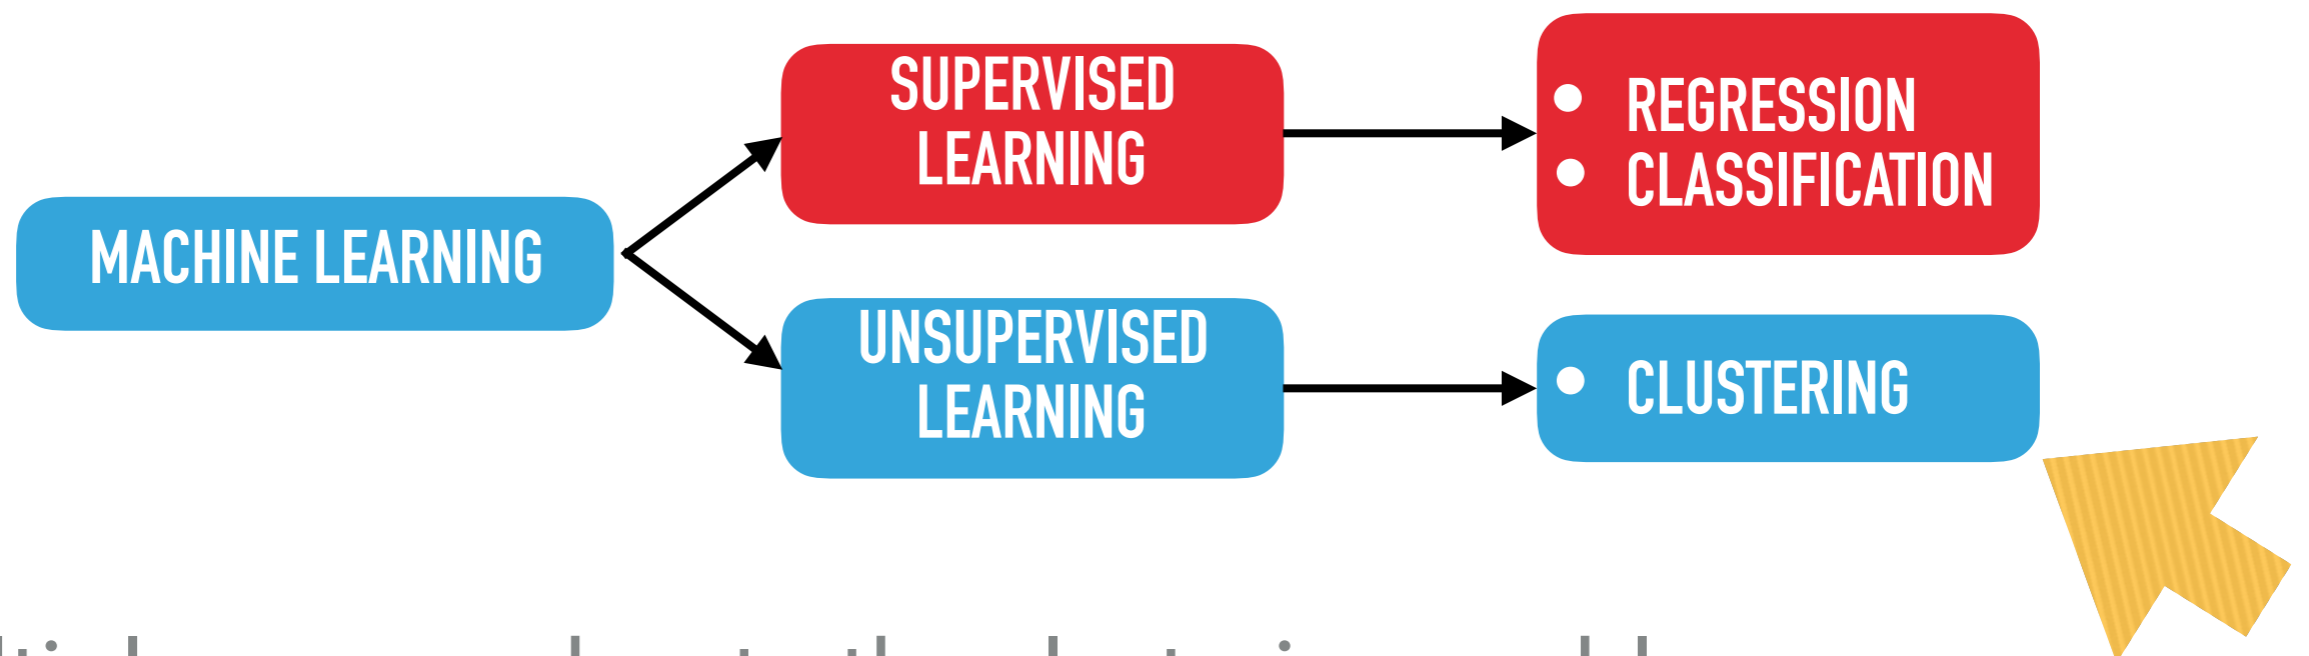 MACHINE LEARNING
SUPERVISED
LEARNING
• REGRESSION
• CLASSIFICATION
UNSUPERVISED
LEARNING
• CLUSTERING